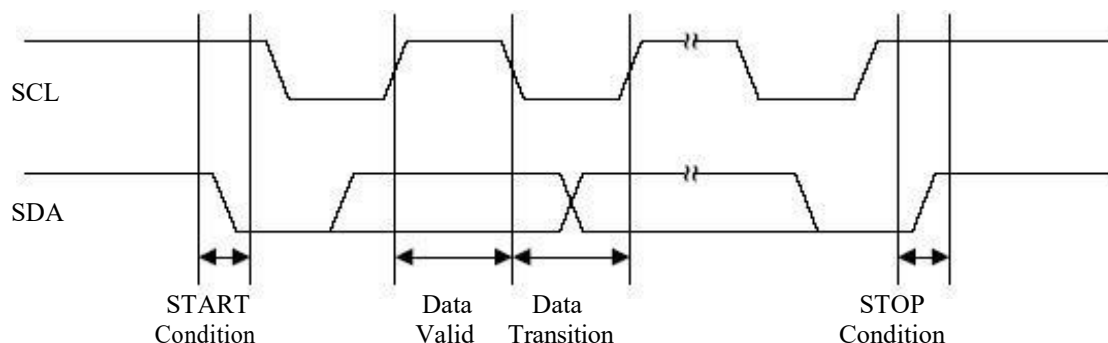 SCL
SDA
START
Condition
Data
Valid
Data
Transition
STOP
Condition